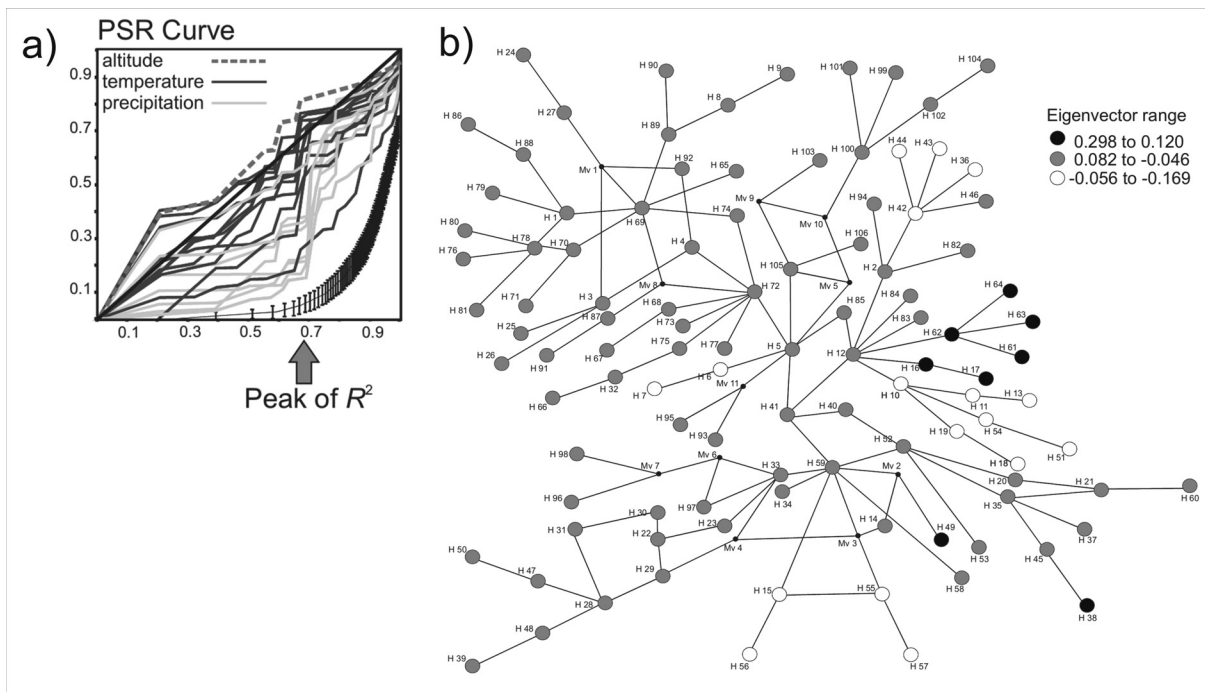 a)
PSR Curve
altitude
temperature
precipitation
0.9
0.7
0.5
0.3
0.1
0.1
0.3
0.5
0.7
0.9
Peak of R²
b)
Eigenvector range
0.298 to 0.120
0.082 to -0.046
-0.056 to -0.169
H 24
H 90
H 9
H 101
H 99
H 104
H 8
H 27
H 102
H 86
H 89
H 44
H 43
H 88
H 100
H 36
H 103
H 92
H 65
Mv 1
H 42
H 46
H 79
Mv 9
H 94
H 1
H 69
H 74
Mv 10
H 80
H 106
H 78
H 70
H 4
H 82
H 76
H 105
H 2
Mv 8
H 72
Mv 5
H 64
H 84
H 3
H 68
H 85
H 71
H 81
H 87
H 63
H 83
H 25
H 73
H 62
H 5
H 12
H 61
H 75
H 77
H 26
H 91
H 67
H 16
H 17
H 6
H 32
H 7
Mv 11
H 10
H 13
H 11
H 66
H 41
H 40
H 95
H 54
H 19
H 93
H 52
H 51
H 98
Mv 6
H 18
Mv 7
H 33
H 59
Mv 2
H 20
H 21
H 96
H 97
H 34
H 35
H 60
H 30
H 31
H 23
H 14
H 49
H 37
H 22
Mv 4
Mv 3
H 53
H 45
H 50
H 29
H 58
H 47
H 15
H 55
H 28
H 38
H 48
H 39
H 56
H 57